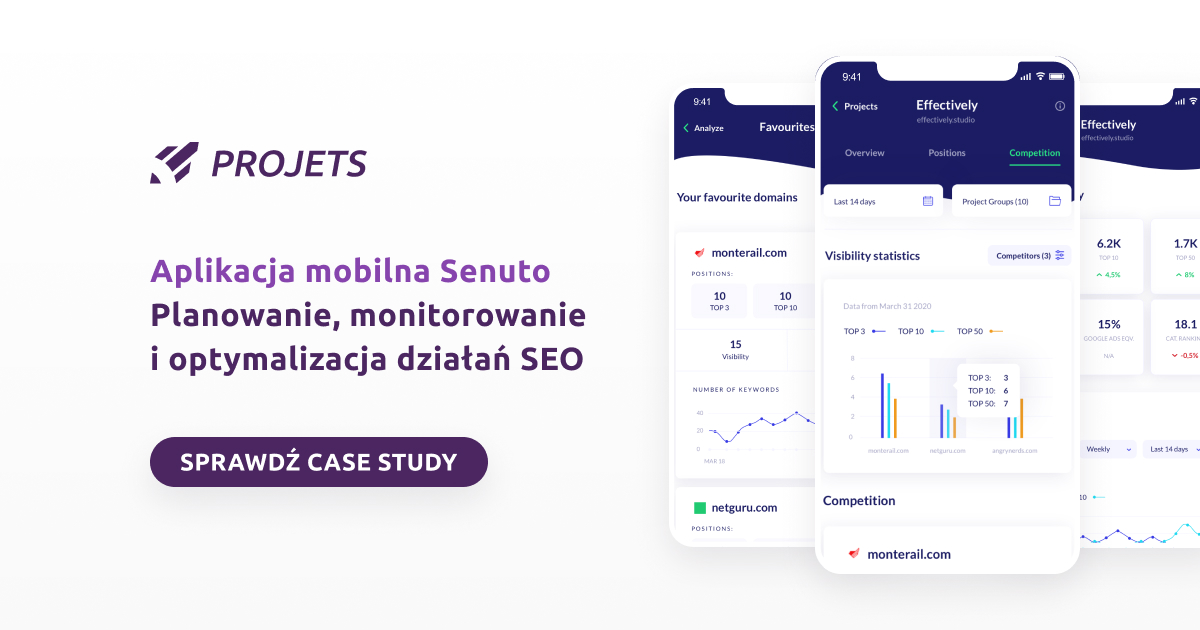 PROJETS
Aplikacja mobilna Senuto
Planowanie, monitorowanie
i optymalizacja działań SEO
SPRAWDŹ CASE STUDY
9:41
Analyze
Favourites
Your favourite domains
monterail.com
POSITIONS:
10
TOP 3
10
TOP 10
15
Visibility
NUMBER OF KEYWORDS
40
20
0
MAR 10
netguru.com
POSITIONS:
9:41
Projects
Effectively
effectively.studio
Overview
Positions
Competition
Last 14 days
Project Groups (10)
Visibility statistics
Competitors (3)
Data from March 31 2020
TOP 3
TOP 10
TOP 50
8
6
4
2
0
TOP 3: 3
TOP 10: 6
TOP 50: 7
monterail.com
netguru.com
angrynerds.com
Competition
monterail.com
Effectively
effectively.studio
y
6.2K
TOP 10
4,5%
1.7K
TOP 50
8%
15%
GOOGLE ADS EQV.
N/A
18.1
CAT RANKIN
-0,5%
Weekly
Last 14 days
10